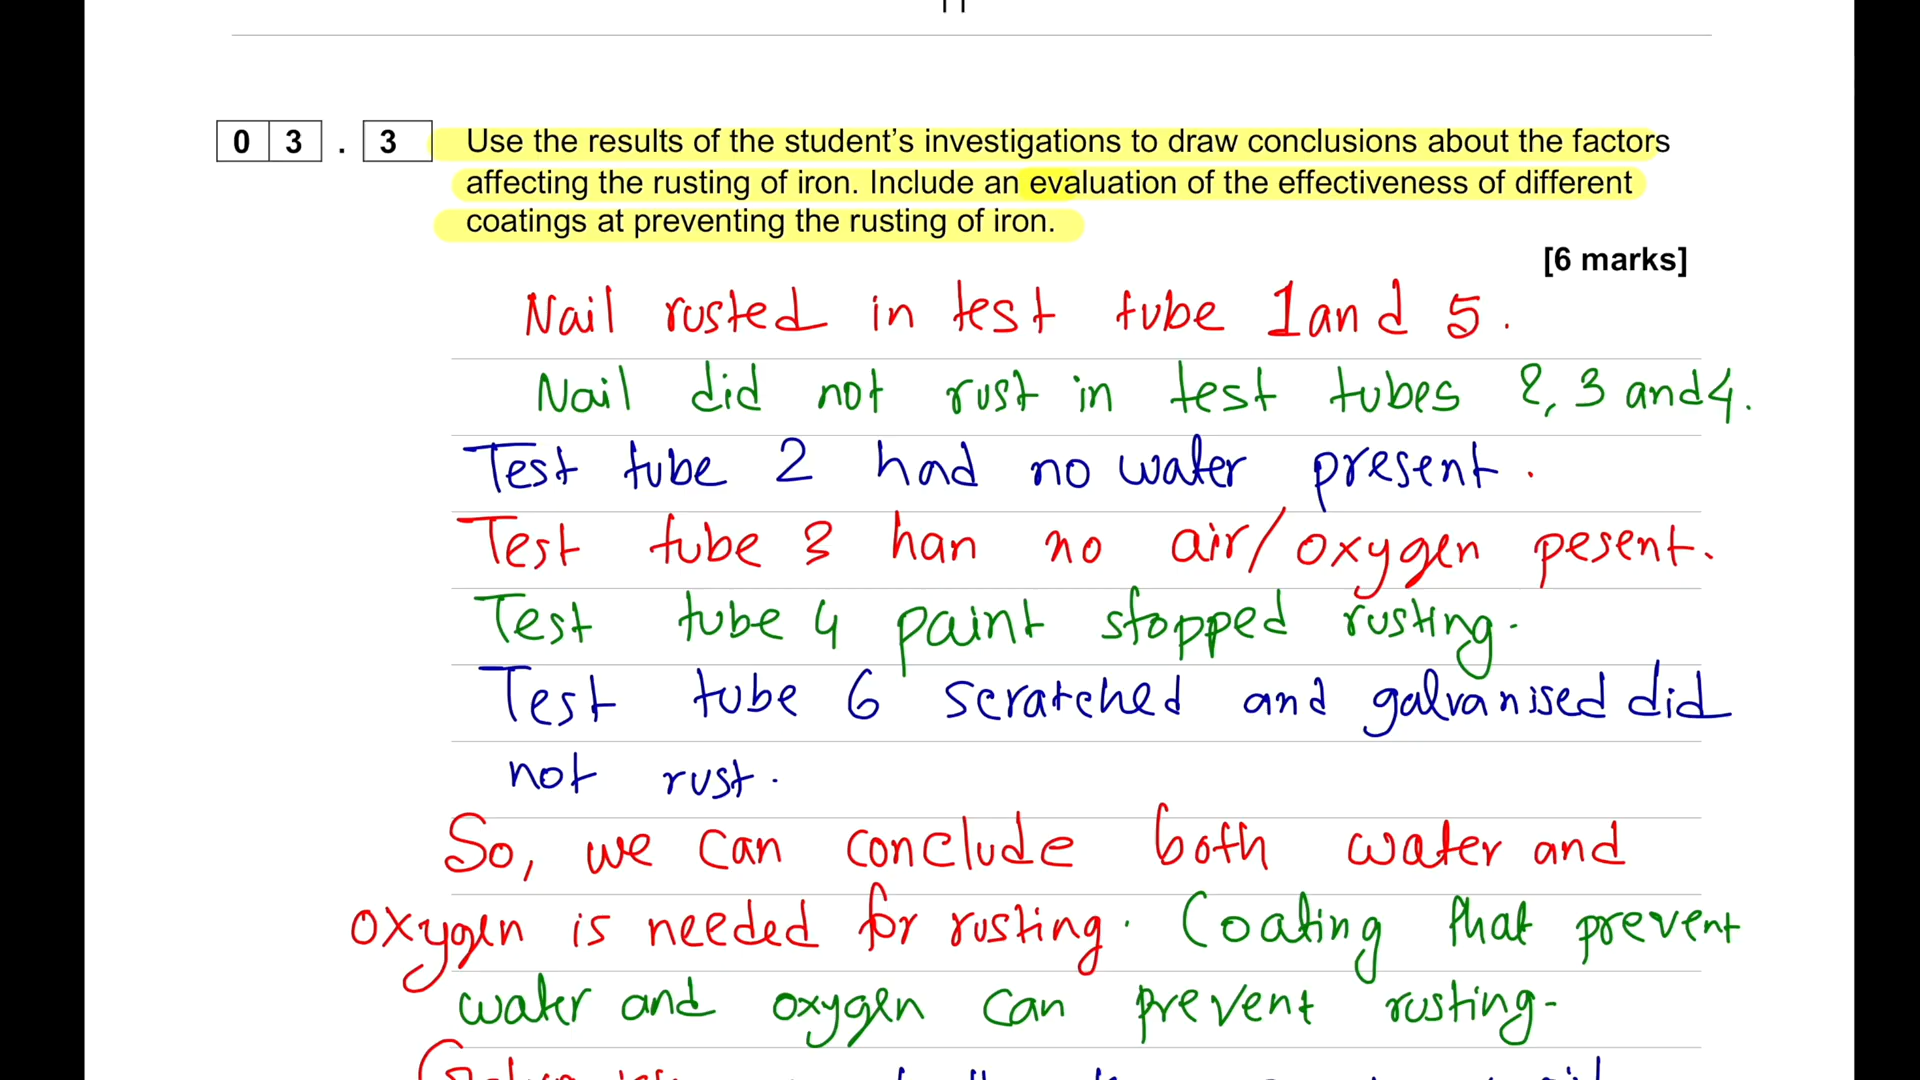 03.3 Use the results of the student's investigations to draw conclusions about the factors
affecting the rusting of iron. Include an evaluation of the effectiveness of different
coatings at preventing the rusting of iron.
[6 marks]
Nail rusted in test tube 1 and 5.
Nail did not rust in test tubes 2, 3 and 4.
Test tube 2 had no water present.
Test tube 3 han no air/oxygen pesent.
Test tube 4 paint stopped rusting.
Test tube 6 scratched and galvanised did
not rust.
So, we can conclude both water and
oxygen is needed for rusting. Coating that prevent
water and oxygen can prevent rusting-